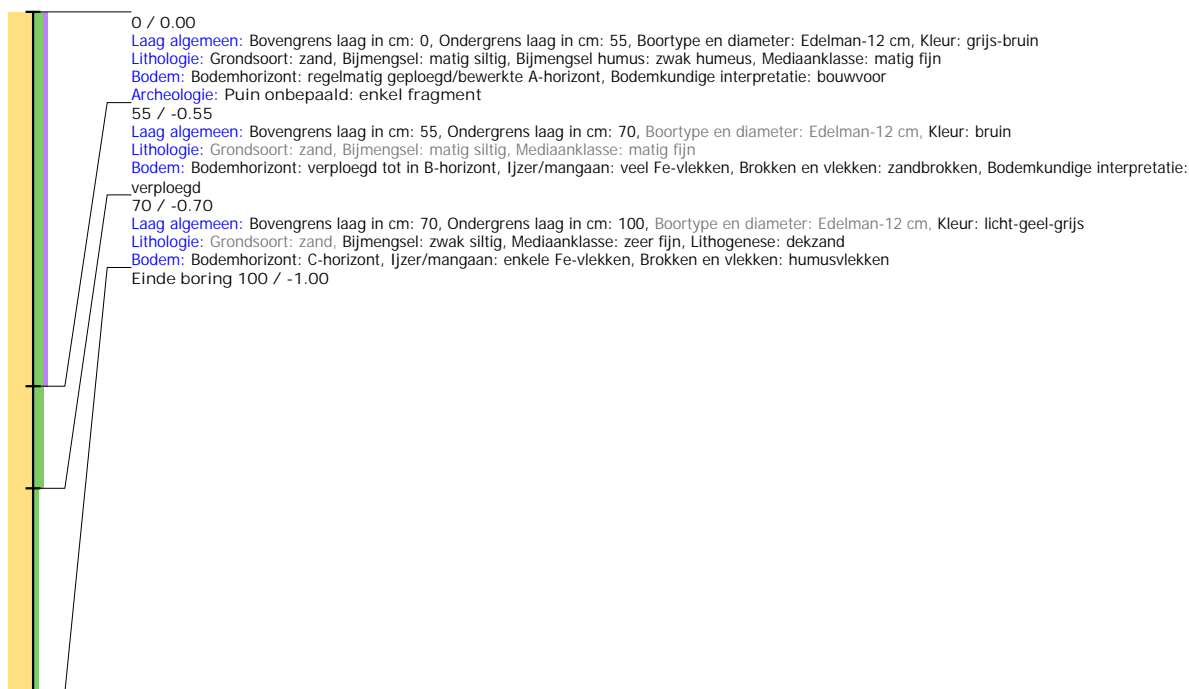 0 / 0.00
Laag algemeen: Bovengrens laag in cm: 0, Ondergrens laag in cm: 55, Boortype en diameter: Edelman-12 cm, Kleur: grijs-bruin
Lithologie: Grondsoort: zand, Bijmengsel: matig siltig, Bijmengsel humus: zwak humeus, Mediaanklasse: matig fijn
Bodem: Bodemhorizont: regelmatig geploegd/bewerkte A-horizont, Bodemkundige interpretatie: bouwvoor
Archeologie: Puin onbepaald: enkel fragment
55 / -0.55
Laag algemeen: Bovengrens laag in cm: 55, Ondergrens laag in cm: 70, Boortype en diameter: Edelman-12 cm, Kleur: bruin
Lithologie: Grondsoort: zand, Bijmengsel: matig siltig, Mediaanklasse: matig fijn
Bodem: Bodemhorizont: verploegd tot in B-horizont, Ijzer/mangaan: veel Fe-vlekken, Brokken en vlekken: zandbrokken, Bodemkundige interpretatie:
verploegd
70 / -0.70
Laag algemeen: Bovengrens laag in cm: 70, Ondergrens laag in cm: 100, Boortype en diameter: Edelman-12 cm, Kleur: licht-geel-grijs
Lithologie: Grondsoort: zand, Bijmengsel: zwak siltig, Mediaanklasse: zeer fijn, Lithogenese: dekzand
Bodem: Bodemhorizont: C-horizont, Ijzer/mangaan: enkele Fe-vlekken, Brokken en vlekken: humusvlekken
Einde boring 100 / -1.00